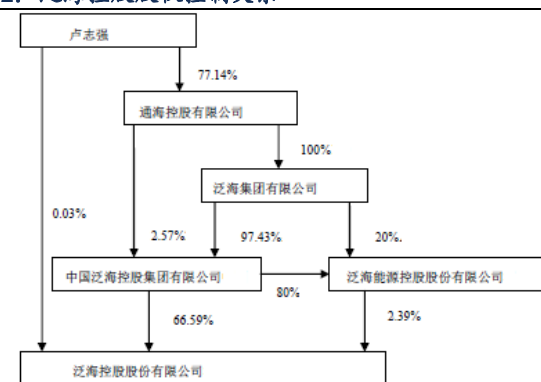 卢志强
77.14%
通海控股有限公司
100%
泛海集团有限公司
0.03%
2.57%
97.43%
20%.
中国泛海控股集团有限公司
泛海能源控股股份有限公司
80%
66.59%
2.39%
泛海控股股份有限公司